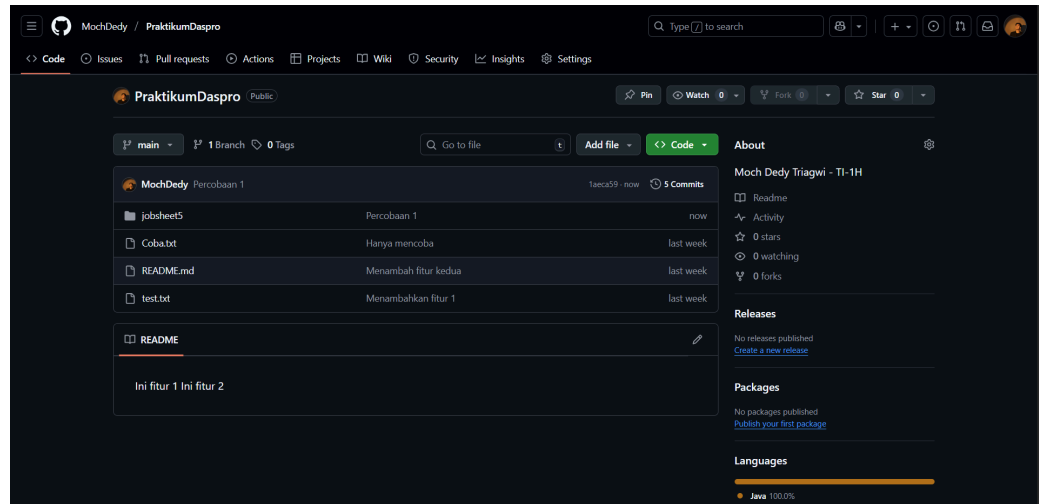 MochDedy / PraktikumDaspro
Type / to search
Code Issues Pull requests Actions Projects Wiki Security Insights Settings
PraktikumDaspro Public
Pin Watch 0 Fork 0 Star 0
main 1 Branch 0 Tags
Go to file t
Add file Code
MochDedy Percobaan 1 1aeca59 · now 5 Commits
jobsheet5 Percobaan 1 now
Coba.txt Hanya mencoba last week
README.md Menambah fitur kedua last week
test.txt Menambahkan fitur 1 last week
README
Ini fitur 1 Ini fitur 2
About
Moch Dedy Triagwi - TI-1H
Readme
Activity
0 stars
0 watching
0 forks
Releases
No releases published
Create a new release
Packages
No packages published
Publish your first package
Languages
Java 100.0%